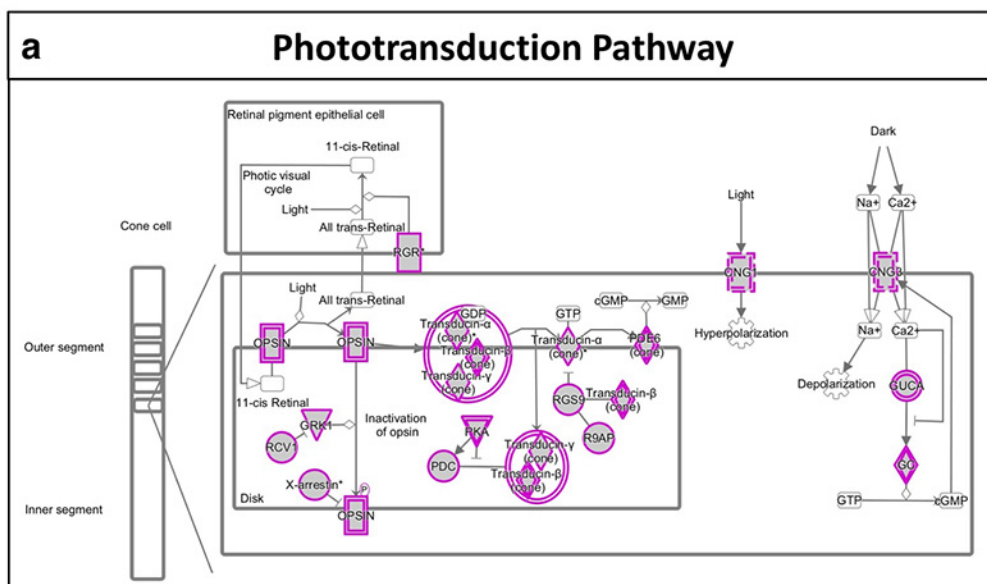 a
Phototransduction Pathway
Retinal pigment epithelial cell
11-cis-Retinal
Photic visual
cycle
Light
All trans-Retinal
RGR*
Cone cell
Outer segment
Inner segment
Light
All trans-Retinal
OPSIN
OPSIN
11-cis Retinal
GRK1
RCV1
Inactivation
of opsin
X-arrestin*
P
OPSIN
Disk
GDP
Transducin-α
(cone)*
Transducin-β
(cone)
Transducin-γ
(cone)
GTP
Transducin-α
(cone)*
cGMP
GMP
PDE6
(cone)
RGS9
Transducin-β
(cone)
R9AP
PKA
PDC
Transducin-γ
(cone)
Transducin-β
(cone)
Light
CNG1
Hyperpolarization
Dark
Na+
Ca2+
CNG3
Na+
Ca2+
Depolarization
GUCA
GC
GTP
cGMP